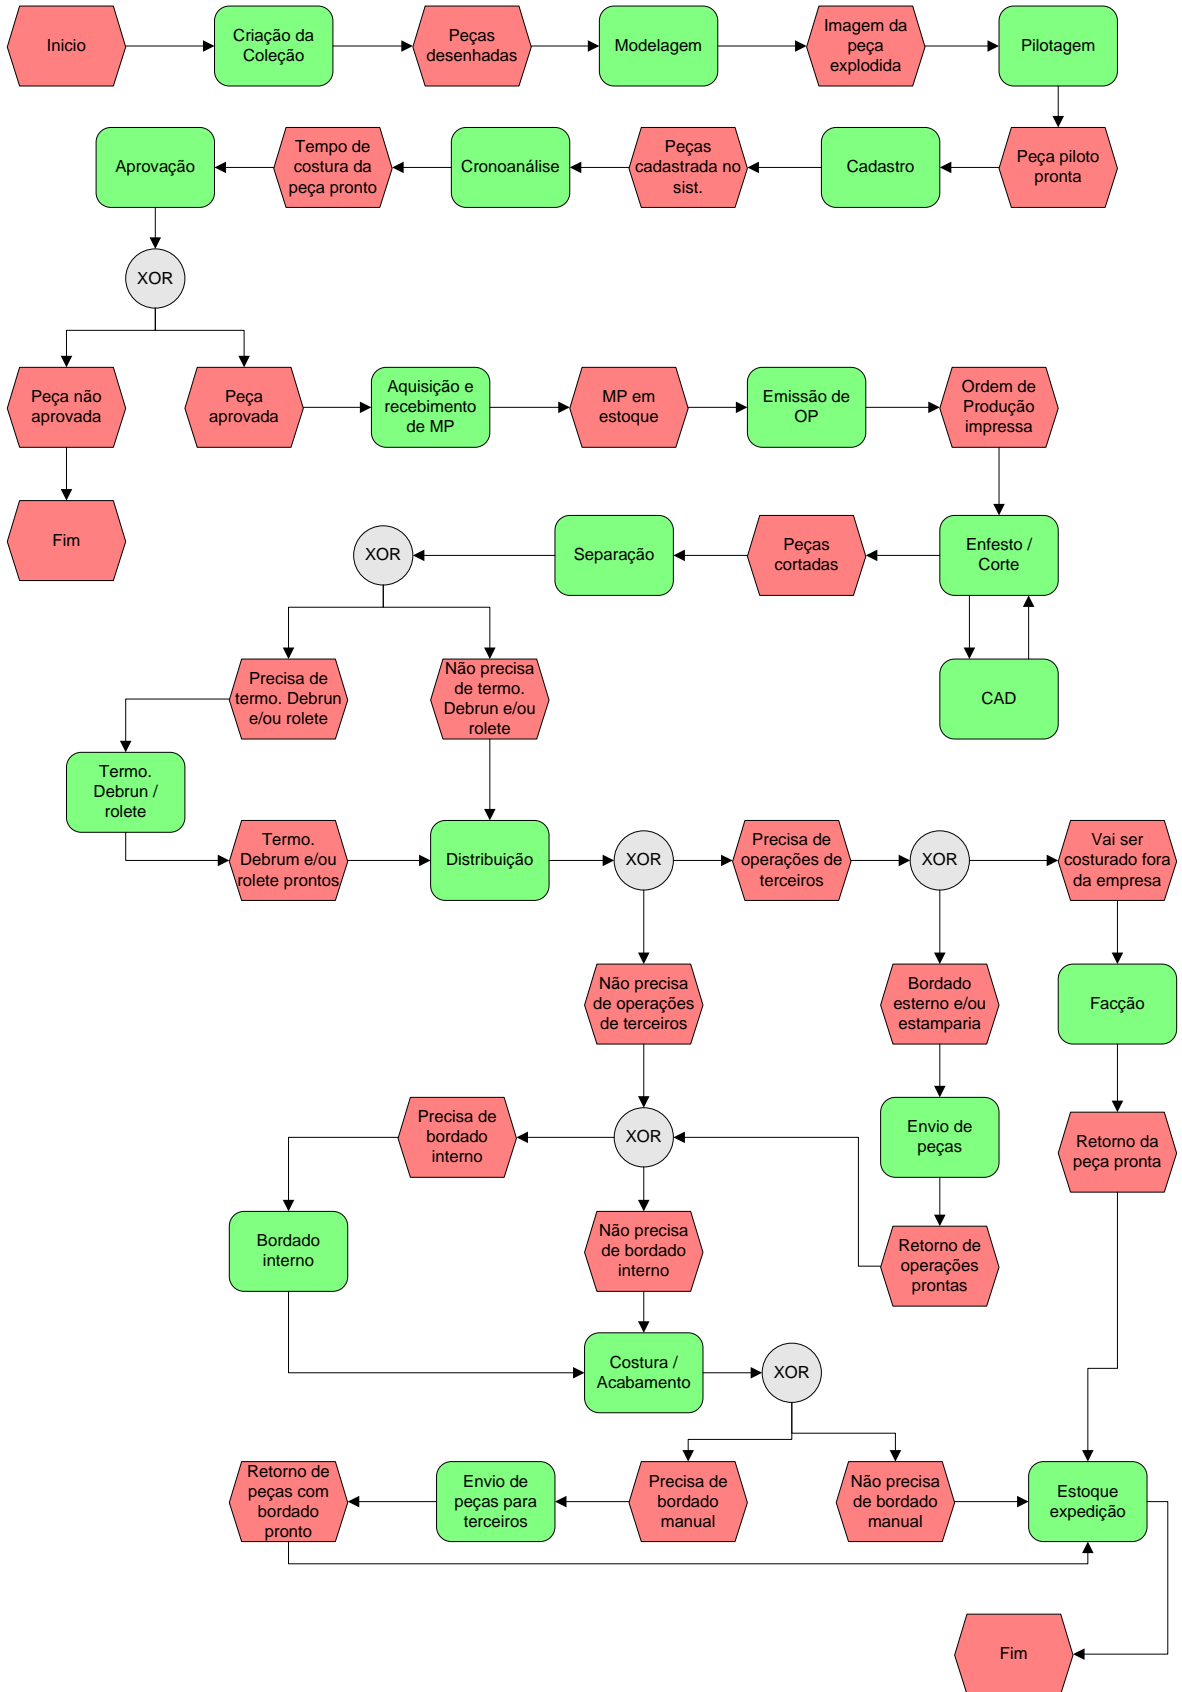 Inicio
Criação da
Coleção
Peças
desenhadas
Modelagem
Imagem da
peça
explodida
Pilotagem
Aprovação
Tempo de
costura da
peça pronto
Cronoanálise
Peças
cadastrada no
sist.
Cadastro
Peça piloto
pronta
XOR
Peça não
aprovada
Peça
aprovada
Aquisição e
recebimento
de MP
MP em
estoque
Emissão de
OP
Ordem de
Produção
impressa
Fim
XOR
Separação
Peças
cortadas
Enfesto /
Corte
Precisa de
termo. Debrun
e/ou rolete
Não precisa
de termo.
Debrun e/ou
rolete
CAD
Termo.
Debrun /
rolete
Termo.
Debrum e/ou
rolete prontos
Distribuição
XOR
Precisa de
operações de
terceiros
XOR
Vai ser
costurado fora
da empresa
Não precisa
de operações
de terceiros
Bordado
esterno e/ou
estamparia
Facção
Precisa de
bordado
interno
XOR
Envio de
peças
Retorno da
peça pronta
Bordado
interno
Não precisa
de bordado
interno
Retorno de
operações
prontas
Costura /
Acabamento
XOR
Retorno de
peças com
bordado
pronto
Envio de
peças para
terceiros
Precisa de
bordado
manual
Não precisa
de bordado
manual
Estoque
expedição
Fim